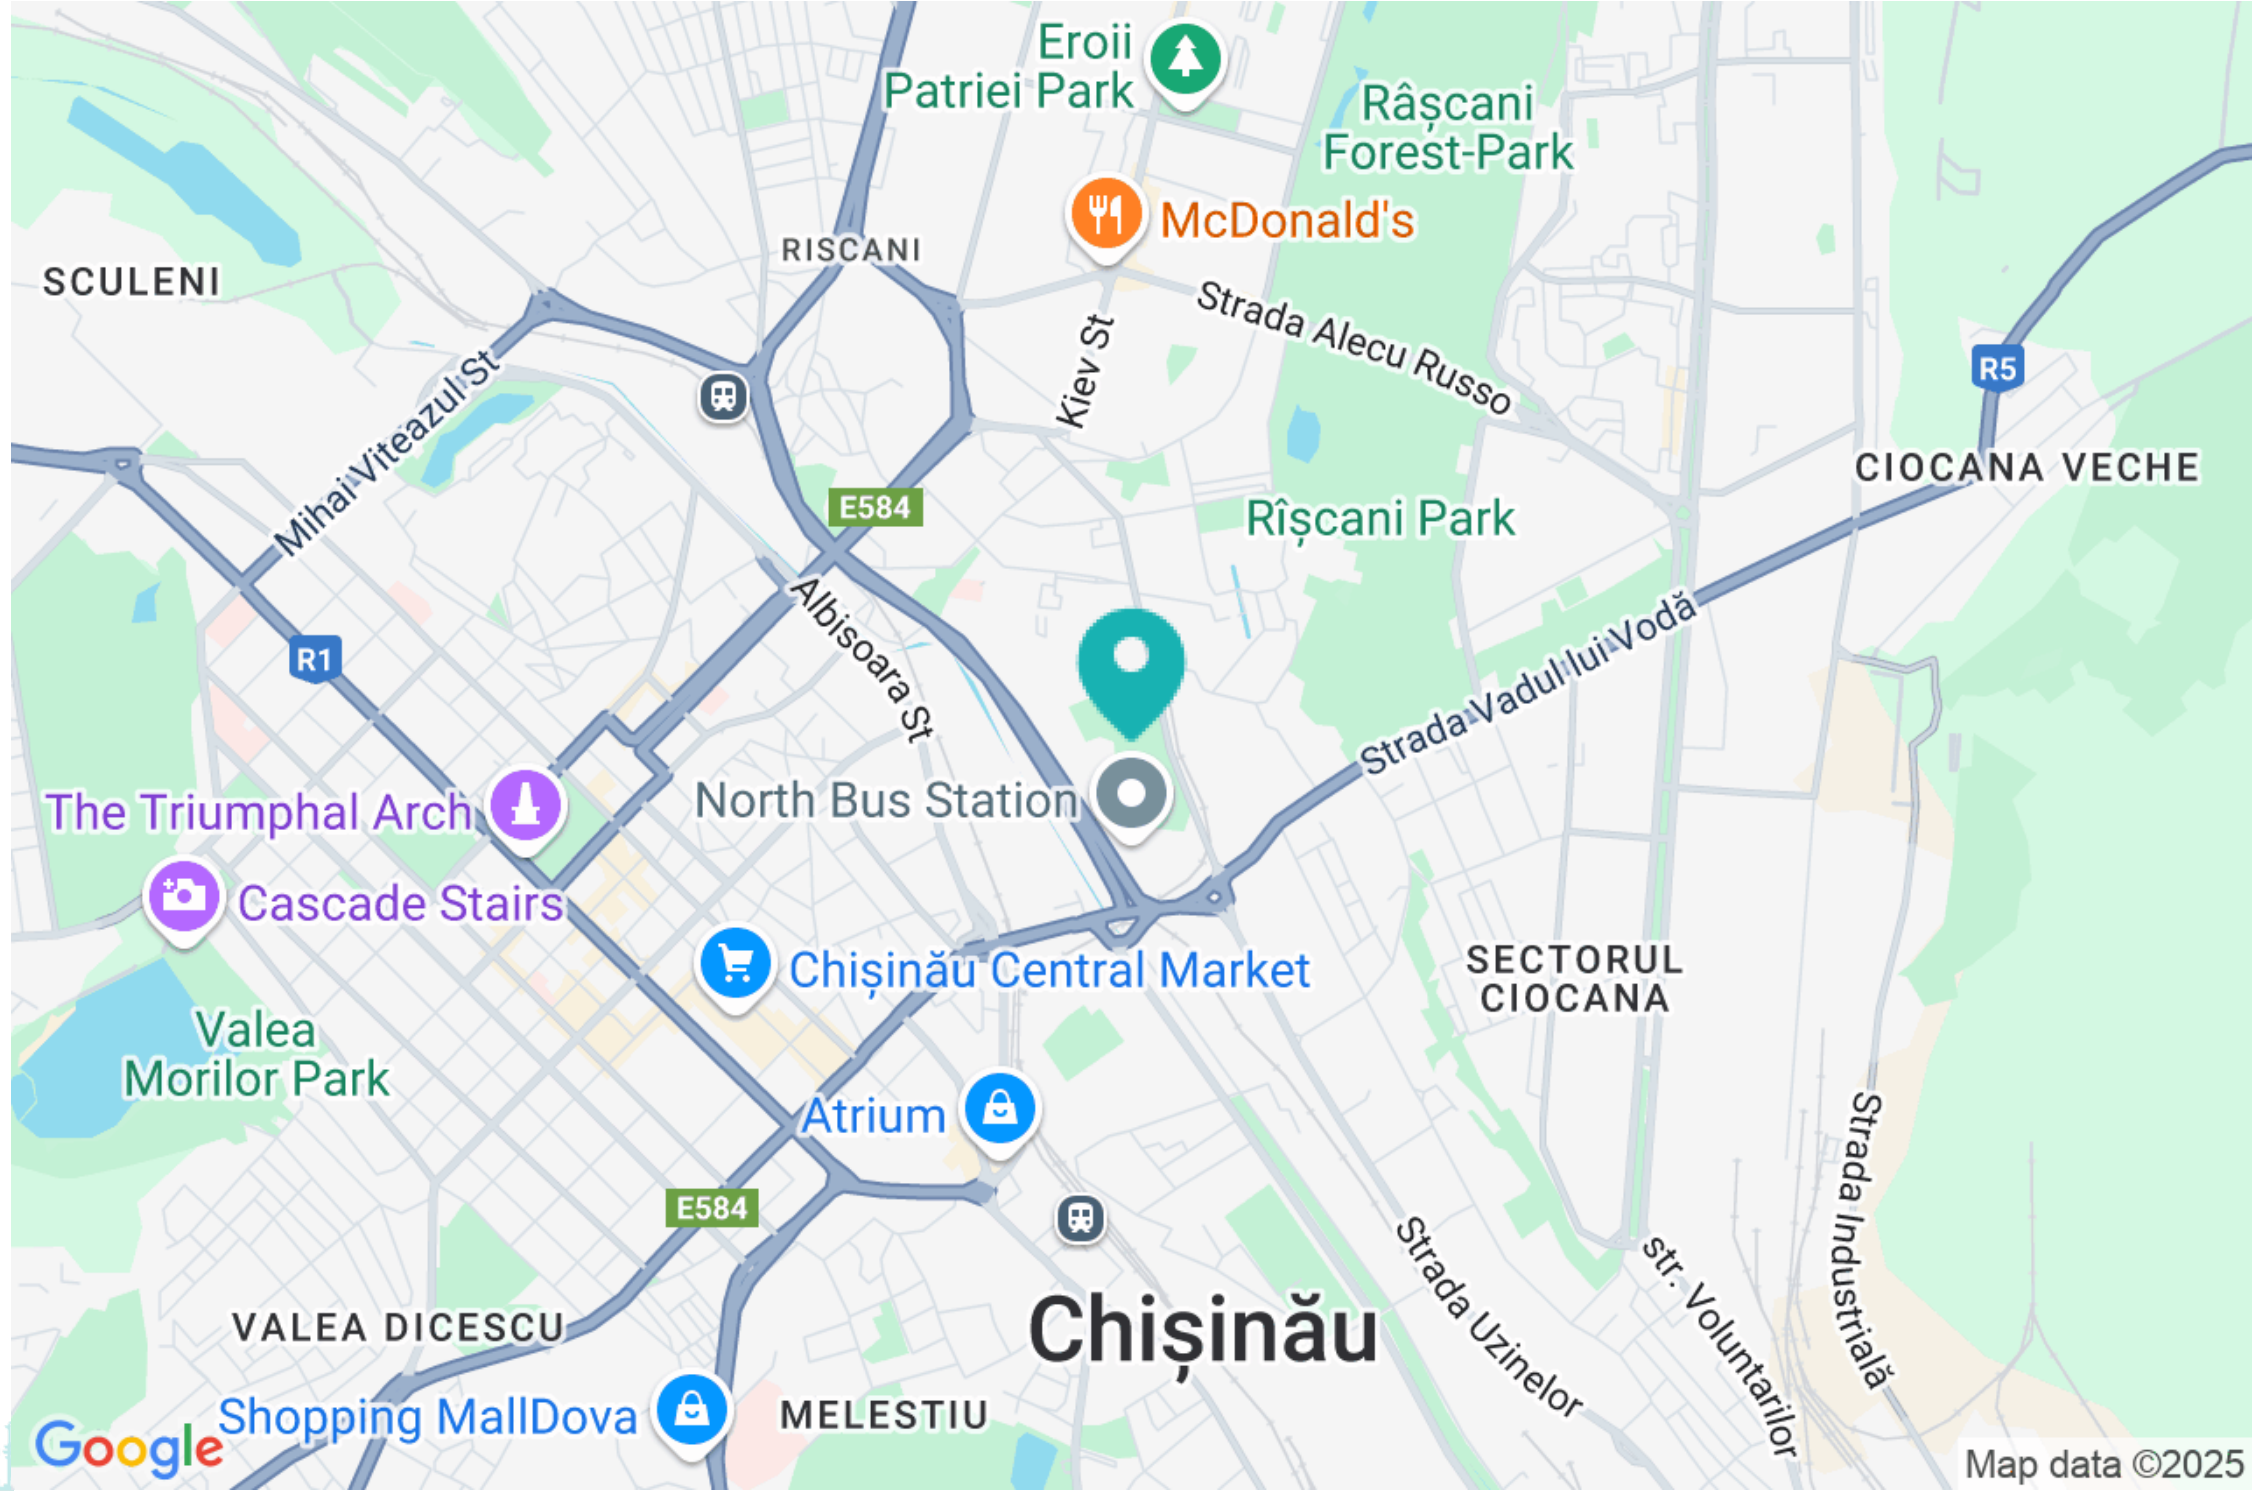 Eroii
Patriei Park
Râșcani
Forest-Park
McDonald's
RISCANI
SCULENI
Strada Alecu Russo
Kiev St
Mihai Viteazul St
R5
CIOCANA VECHE
E584
Rîșcani Park
Albisoara St
R1
Strada Vadul lui Vodă
North Bus Station
The Triumphal Arch
Cascade Stairs
Chișinău Central Market
SECTORUL
CIOCANA
Valea
Morilor Park
Atrium
E584
Strada Industrială
Strada Uzinelor
str. Voluntarilor
VALEA DICESCU
Chișinău
Shopping MallDova
MELESTIU
Google
Map data ©2025